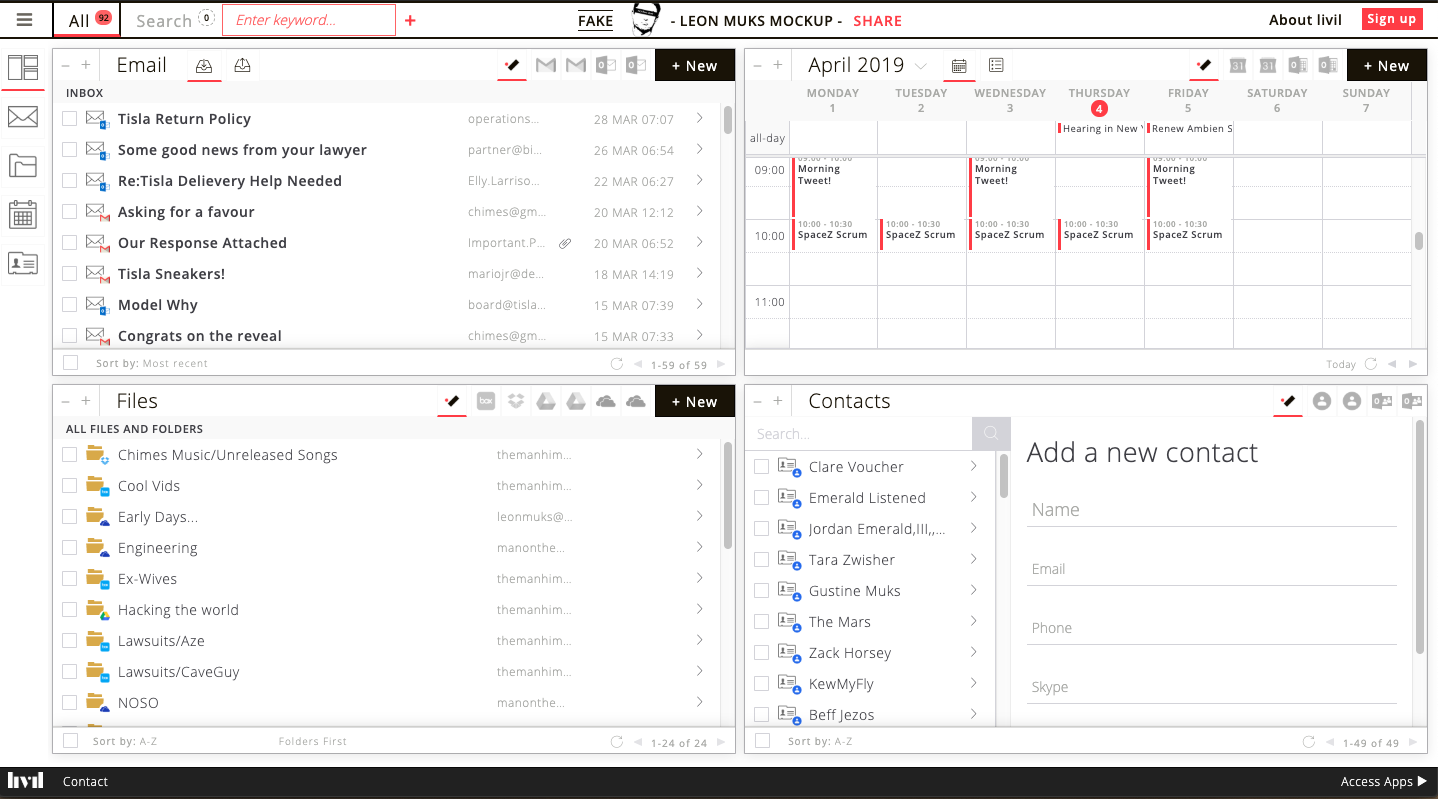 All 92
Search 0
Enter keyword...
+
FAKE - LEON MUKS MOCKUP - SHARE
About livil
Sign up
− + Email
+ New
INBOX
Tisla Return Policy operations... 28 MAR 07:07
Some good news from your lawyer partner@bi... 26 MAR 06:54
Re:Tisla Delievery Help Needed Elly.Larriso... 22 MAR 06:27
Asking for a favour chimes@gm... 20 MAR 12:12
Our Response Attached Important.P... 20 MAR 06:52
Tisla Sneakers! mariojr@de... 18 MAR 14:19
Model Why board@tisla... 15 MAR 07:39
Congrats on the reveal chimes@gm... 15 MAR 07:33
Sort by: Most recent 1-59 of 59
− + April 2019
31 31
+ New
MONDAY TUESDAY WEDNESDAY THURSDAY FRIDAY SATURDAY SUNDAY
1 2 3 4 5 6 7
all-day Hearing in New Y Renew Ambien S
09:00 - 10:00 09:00 - 10:00 09:00 - 10:00
09:00 Morning Tweet! Morning Tweet! Morning Tweet!
10:00 - 10:30 10:00 - 10:30 10:00 - 10:30 10:00 - 10:30 10:00 - 10:30
10:00 SpaceZ Scrum SpaceZ Scrum SpaceZ Scrum SpaceZ Scrum SpaceZ Scrum
11:00
Today
− + Files
box
+ New
ALL FILES AND FOLDERS
Chimes Music/Unreleased Songs themanhim...
Cool Vids themanhim...
Early Days... leonmuks@...
Engineering manonthe...
Ex-Wives themanhim...
Hacking the world themanhim...
Lawsuits/Aze themanhim...
Lawsuits/CaveGuy themanhim...
NOSO manonthe...
Sort by: A-Z Folders First 1-24 of 24
− + Contacts
Search...
Clare Voucher
Emerald Listened
Jordan Emerald,III,,...
Tara Zwisher
Gustine Muks
The Mars
Zack Horsey
KewMyFly
Beff Jezos
Sort by: A-Z 1-49 of 49
Add a new contact
Name
Email
Phone
Skype
livil Contact
Access Apps